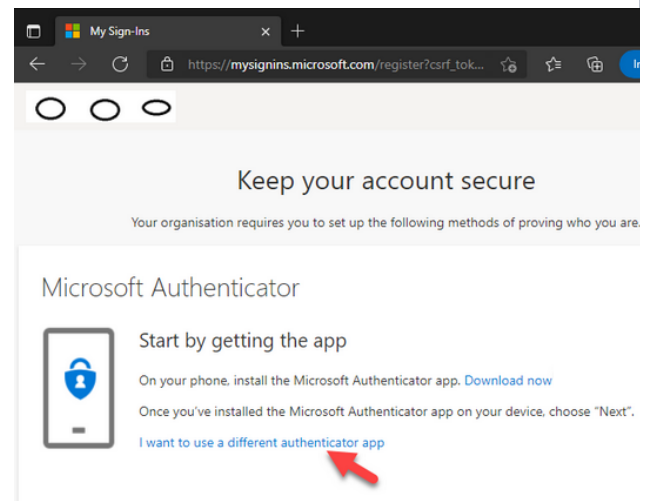 My Sign-Ins
https://mysignins.microsoft.com/register?csrf_tok...
Keep your account secure
Your organisation requires you to set up the following methods of proving who you are.
Microsoft Authenticator
Start by getting the app
On your phone, install the Microsoft Authenticator app. Download now
Once you've installed the Microsoft Authenticator app on your device, choose "Next".
I want to use a different authenticator app